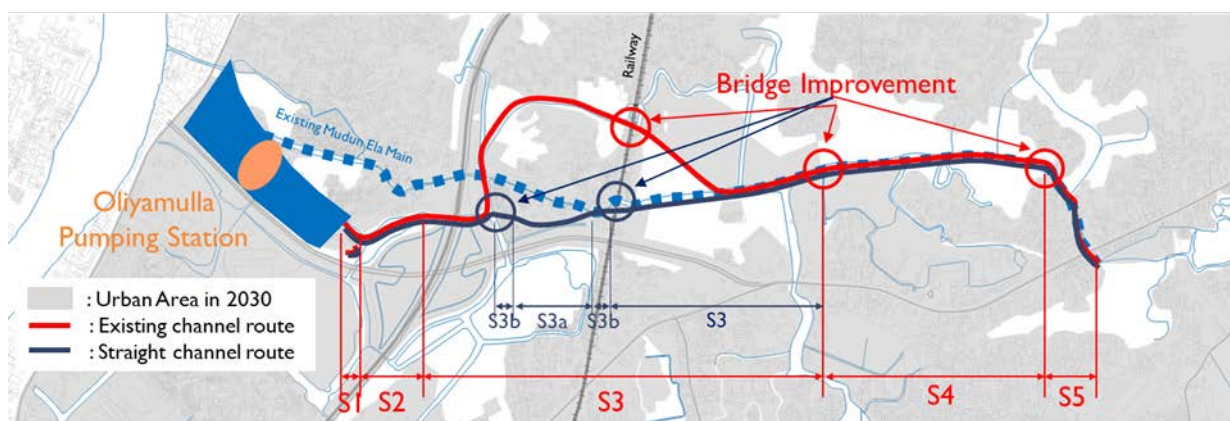 Railway
Bridge Improvement
Existing Mudun Ela Main
Oliyamulla
Pumping Station
: Urban Area in 2030
: Existing channel route
: Straight channel route
S3b
S3a
S3b
S3
S1
S2
S3
S4
S5